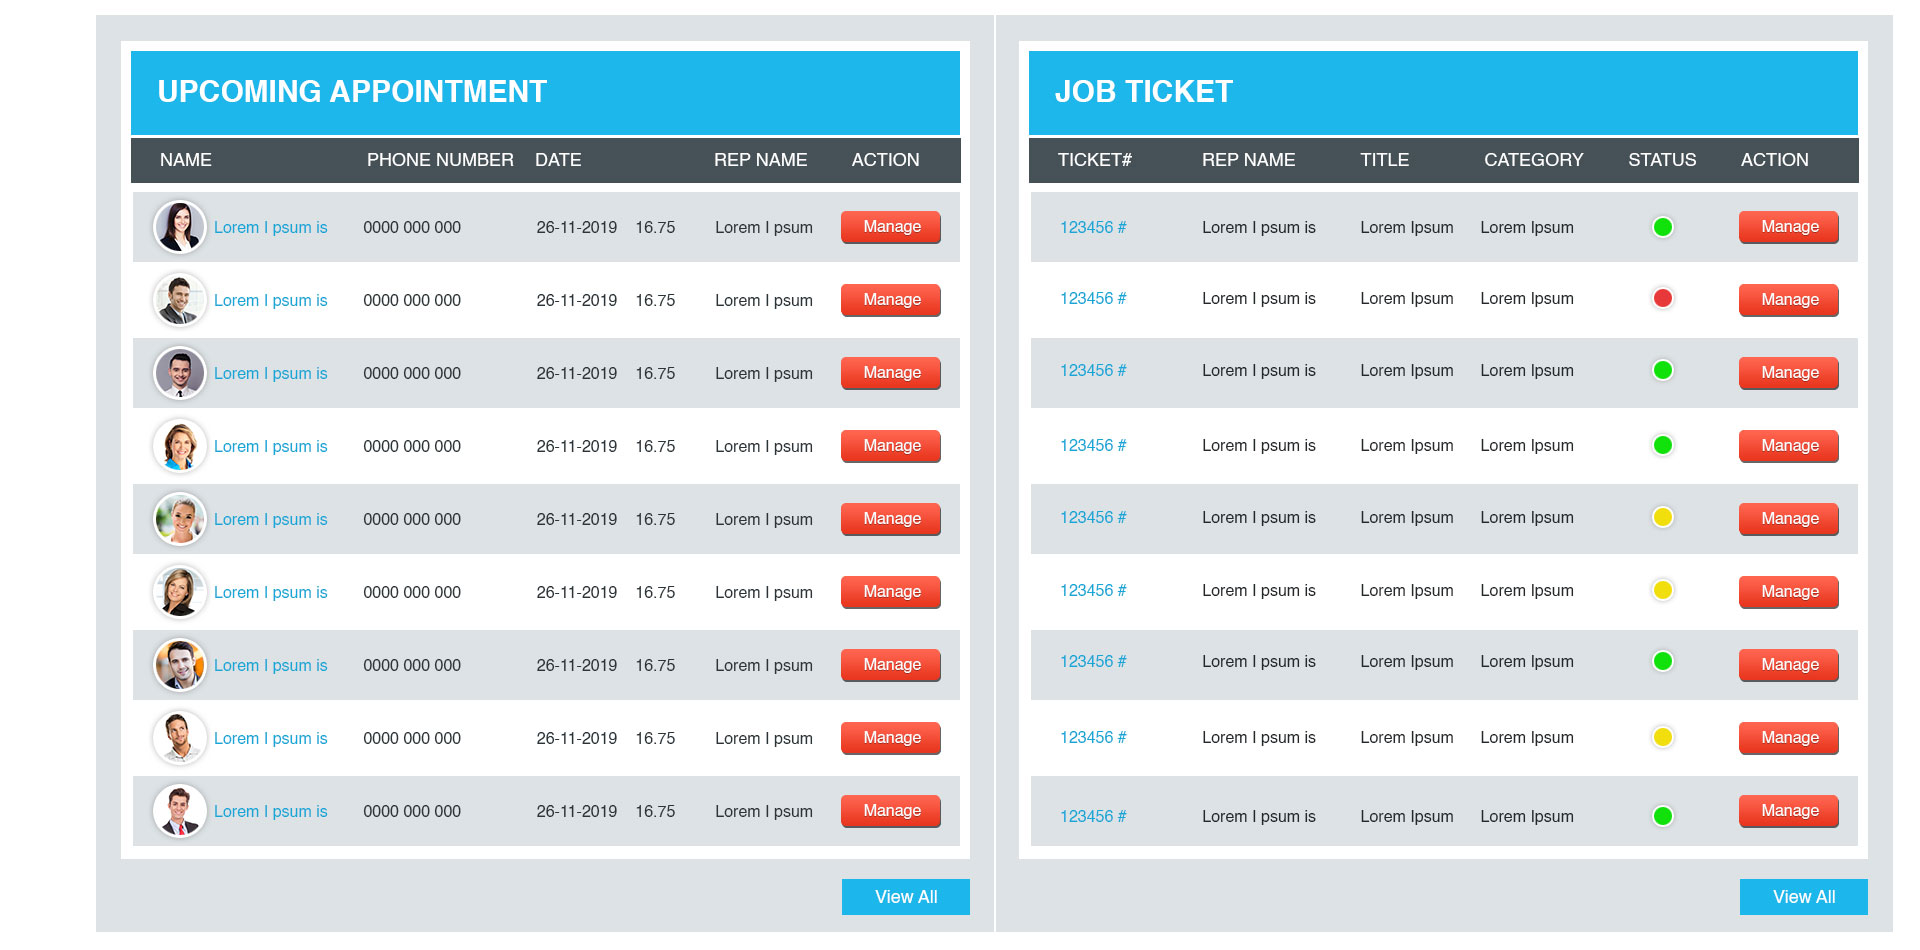 UPCOMING APPOINTMENT
NAME PHONE NUMBER DATE REP NAME ACTION
Lorem I psum is 0000 000 000 26-11-2019 16.75 Lorem I psum Manage
Lorem I psum is 0000 000 000 26-11-2019 16.75 Lorem I psum Manage
Lorem I psum is 0000 000 000 26-11-2019 16.75 Lorem I psum Manage
Lorem I psum is 0000 000 000 26-11-2019 16.75 Lorem I psum Manage
Lorem I psum is 0000 000 000 26-11-2019 16.75 Lorem I psum Manage
Lorem I psum is 0000 000 000 26-11-2019 16.75 Lorem I psum Manage
Lorem I psum is 0000 000 000 26-11-2019 16.75 Lorem I psum Manage
Lorem I psum is 0000 000 000 26-11-2019 16.75 Lorem I psum Manage
Lorem I psum is 0000 000 000 26-11-2019 16.75 Lorem I psum Manage
View All
JOB TICKET
TICKET# REP NAME TITLE CATEGORY STATUS ACTION
123456 # Lorem I psum is Lorem Ipsum Lorem Ipsum Manage
123456 # Lorem I psum is Lorem Ipsum Lorem Ipsum Manage
123456 # Lorem I psum is Lorem Ipsum Lorem Ipsum Manage
123456 # Lorem I psum is Lorem Ipsum Lorem Ipsum Manage
123456 # Lorem I psum is Lorem Ipsum Lorem Ipsum Manage
123456 # Lorem I psum is Lorem Ipsum Lorem Ipsum Manage
123456 # Lorem I psum is Lorem Ipsum Lorem Ipsum Manage
123456 # Lorem I psum is Lorem Ipsum Lorem Ipsum Manage
123456 # Lorem I psum is Lorem Ipsum Lorem Ipsum Manage
View All